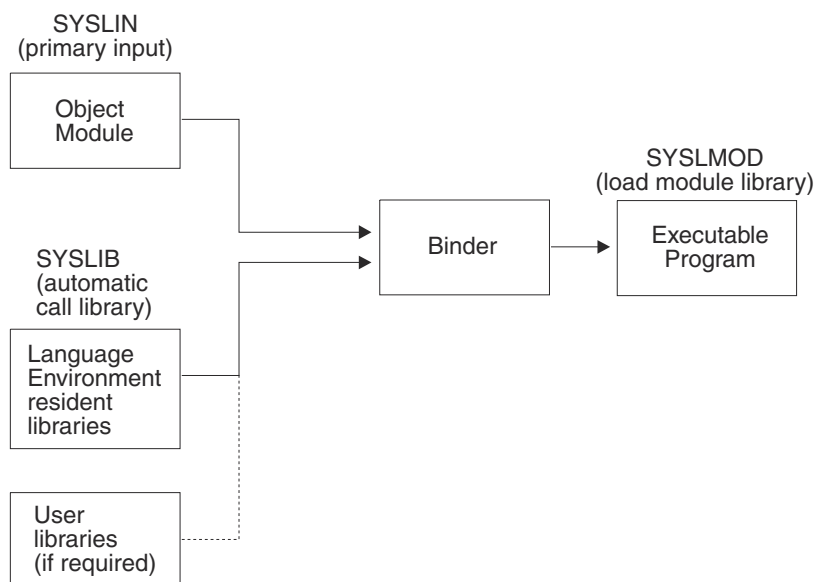 SYSLIN
(primary input)
Object
Module
SYSLMOD
(load module library)
Binder
Executable
Program
SYSLIB
(automatic
call library)
Language
Environment
resident
libraries
User
libraries
(if required)